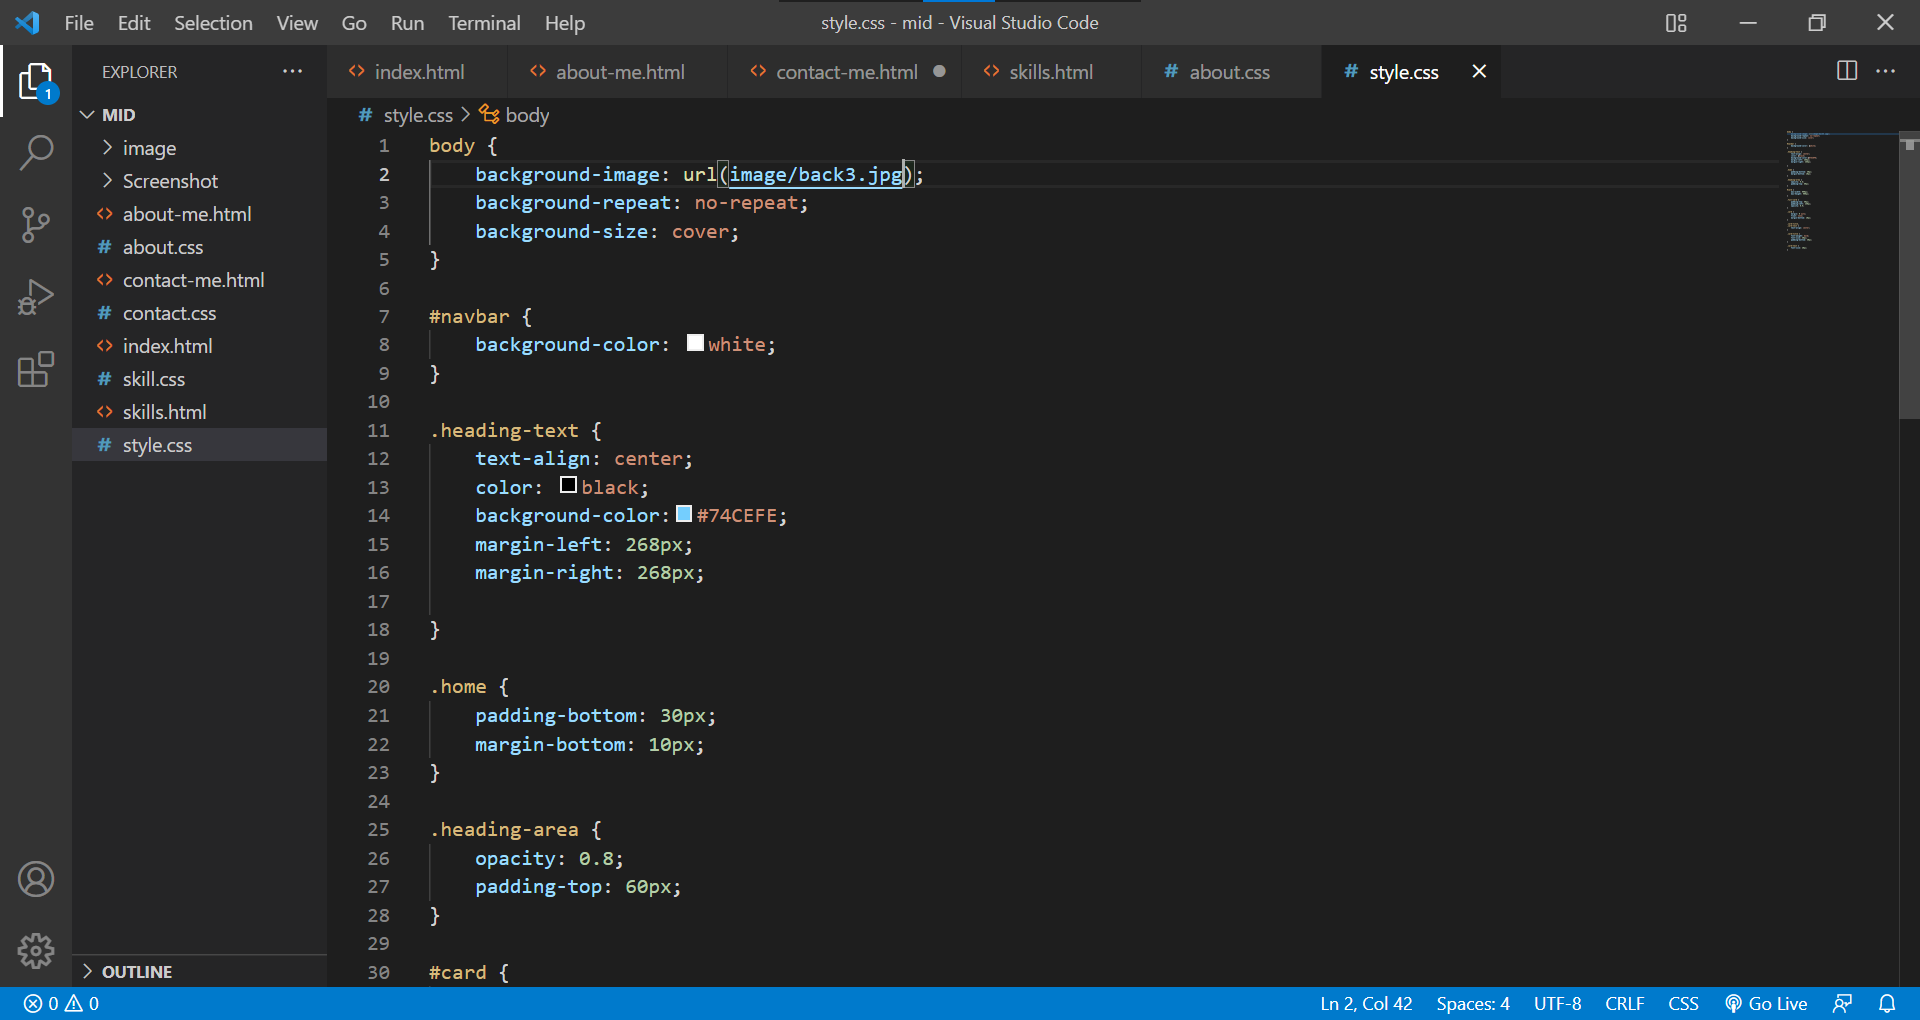 File Edit Selection View Go Run Terminal Help style.css - mid - Visual Studio Code
EXPLORER
1
MID
image
Screenshot
about-me.html
about.css
contact-me.html
contact.css
index.html
skill.css
skills.html
style.css
OUTLINE
index.html about-me.html contact-me.html skills.html about.css style.css
style.css > body
1 body {
2 background-image: url(image/back3.jpg);
3 background-repeat: no-repeat;
4 background-size: cover;
5 }
6
7 #navbar {
8 background-color: white;
9 }
10
11 .heading-text {
12 text-align: center;
13 color: black;
14 background-color: #74CEFE;
15 margin-left: 268px;
16 margin-right: 268px;
17
18 }
19
20 .home {
21 padding-bottom: 30px;
22 margin-bottom: 10px;
23 }
24
25 .heading-area {
26 opacity: 0.8;
27 padding-top: 60px;
28 }
29
30 #card {
0 0 Ln 2, Col 42 Spaces: 4 UTF-8 CRLF CSS Go Live